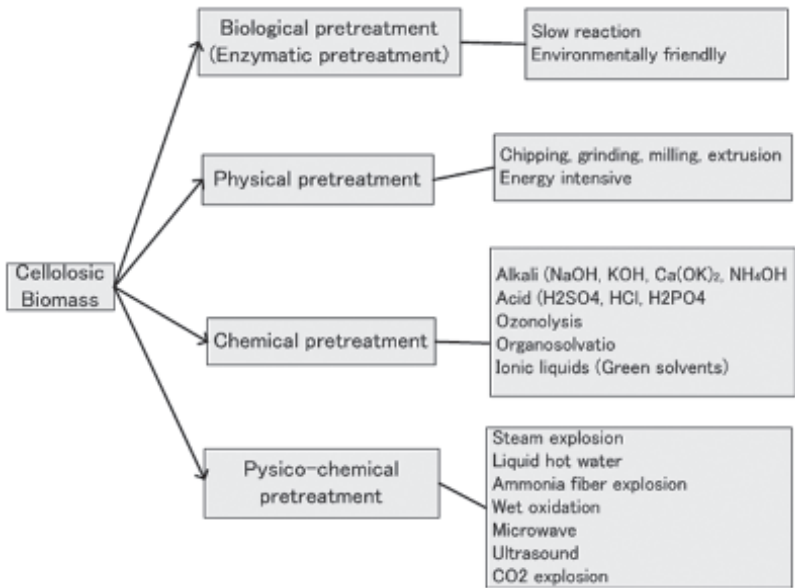 Biological pretreatment
(Enzymatic pretreatment)
Slow reaction
Environmentally friendlly
Physical pretreatment
Chipping, grinding, milling, extrusion
Energy intensive
Cellolosic
Biomass
Chemical pretreatment
Alkali (NaOH, KOH, Ca(OK)₂, NH₄OH
Acid (H2SO4, HCl, H2PO4
Ozonolysis
Organosolvatio
Ionic liquids (Green solvents)
Pysico-chemical
pretreatment
Steam explosion
Liquid hot water
Ammonia fiber explosion
Wet oxidation
Microwave
Ultrasound
CO2 explosion